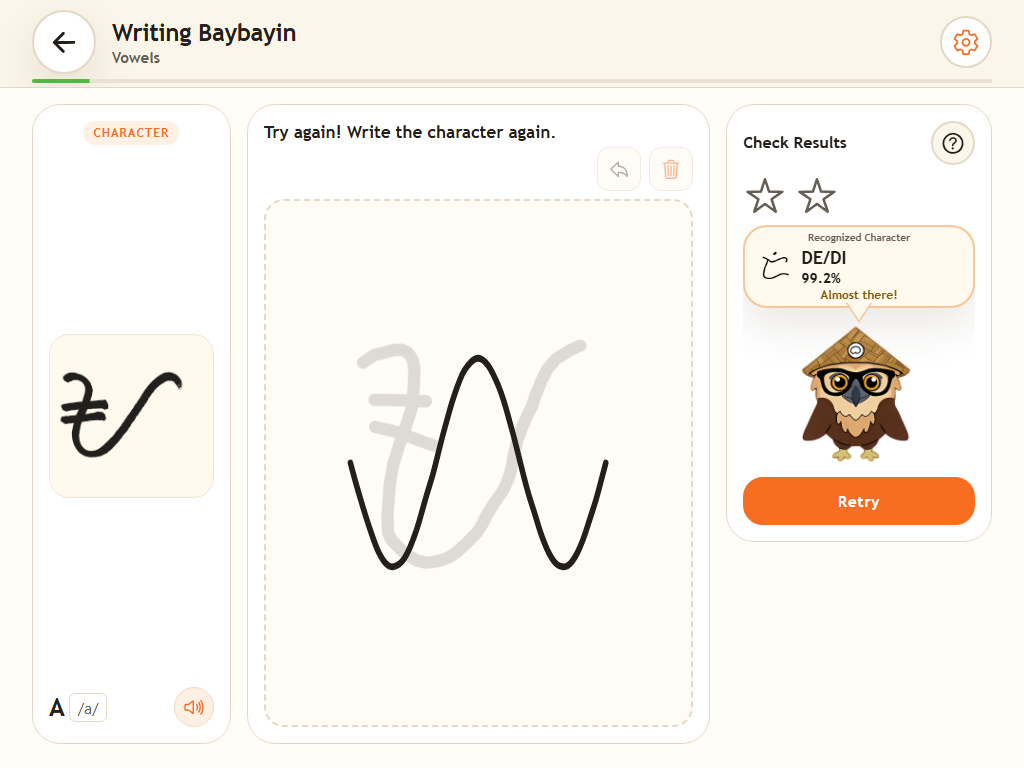 Writing Baybayin
Vowels
CHARACTER
ᜀ
A /a/
Try again! Write the character again.
Check Results
Recognized Character
DE/DI
99.2%
Almost there!
Retry